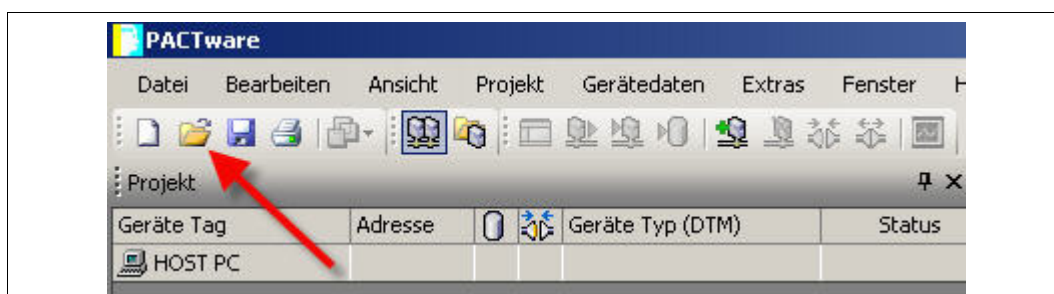 PACTware
Datei Bearbeiten Ansicht Projekt Gerätedaten Extras Fenster
Projekt
Geräte Tag Adresse Geräte Typ (DTM) Status
HOST PC